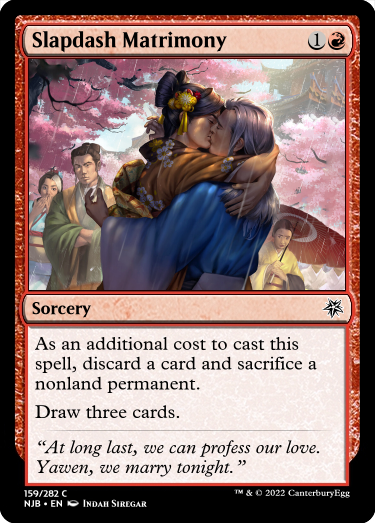 Slapdash Matrimony 1
Sorcery
As an additional cost to cast this
spell, discard a card and sacrifice a
nonland permanent.
Draw three cards.
“At long last, we can profess our love.
Yawen, we marry tonight.”
159/282 C
NJB • EN Indah Siregar
™ & © 2022 CanterburyEgg